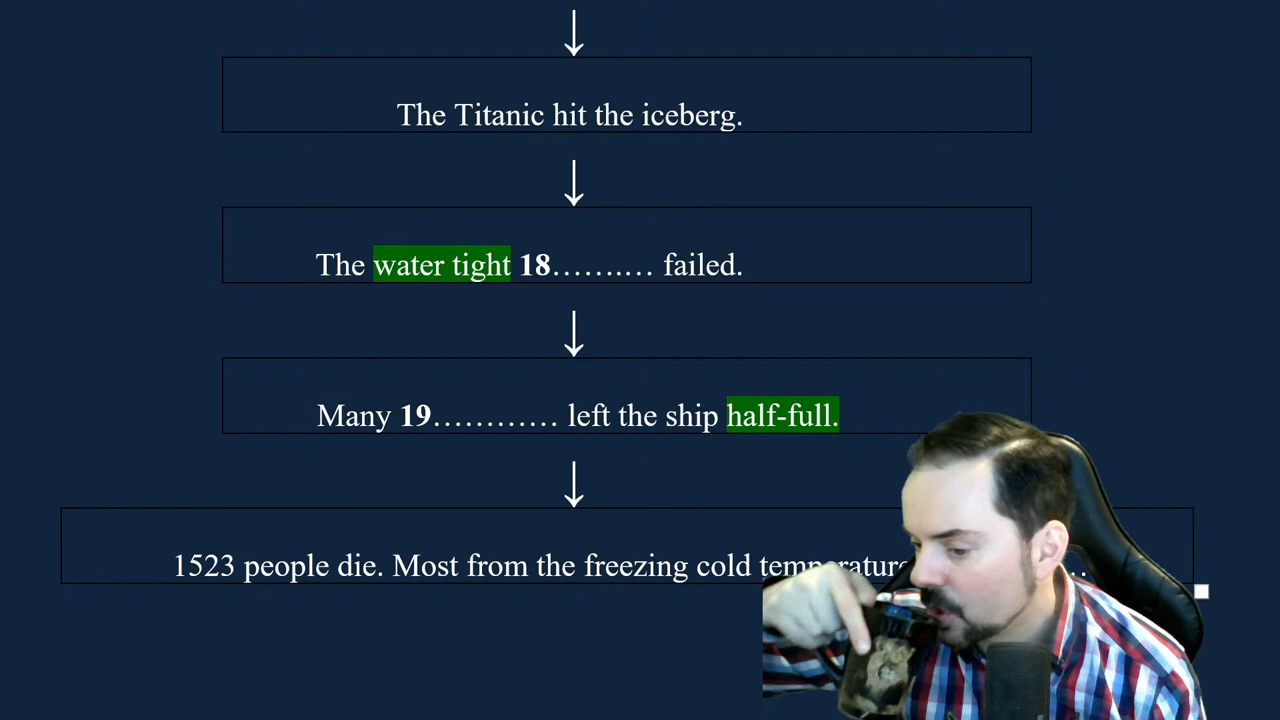 The Titanic hit the iceberg.
The water tight 18.......... failed.
Many 19............ left the ship half-full.
1523 people die. Most from the freezing cold